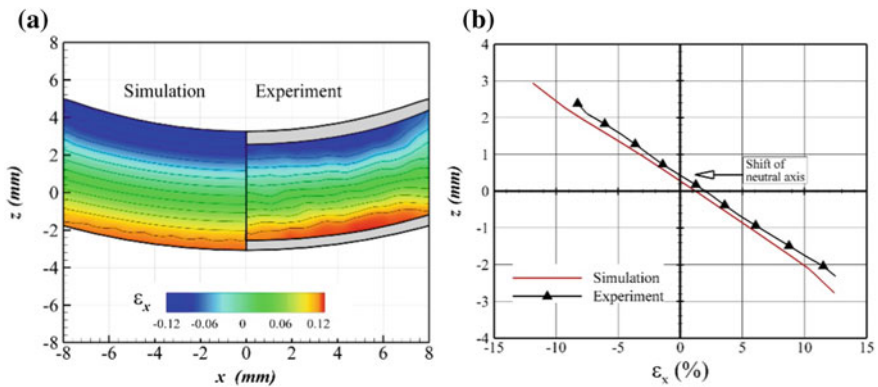 (a)
8
6
4
2
0
-2
-4
-6
-8
z (mm)
Simulation
Experiment
εx
-0.12 -0.06 0 0.06 0.12
-8 -6 -4 -2 0 2 4 6 8
x (mm)
(b)
4
3
2
1
0
-1
-2
-3
-4
z (mm)
Shift of
neutral axis
Simulation
Experiment
-15 -10 -5 0 5 10 15
εx (%)